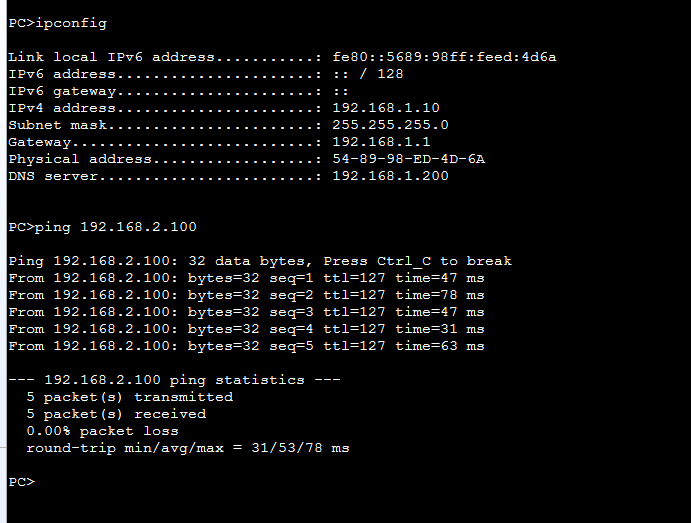 PC>ipconfig
Link local IPv6 address...........: fe80::5689:98ff:feed:4d6a
IPv6 address......................: :: / 128
IPv6 gateway......................: ::
IPv4 address......................: 192.168.1.10
Subnet mask.......................: 255.255.255.0
Gateway...........................: 192.168.1.1
Physical address..................: 54-89-98-ED-4D-6A
DNS server........................: 192.168.1.200
PC>ping 192.168.2.100
Ping 192.168.2.100: 32 data bytes, Press Ctrl_C to break
From 192.168.2.100: bytes=32 seq=1 ttl=127 time=47 ms
From 192.168.2.100: bytes=32 seq=2 ttl=127 time=78 ms
From 192.168.2.100: bytes=32 seq=3 ttl=127 time=47 ms
From 192.168.2.100: bytes=32 seq=4 ttl=127 time=31 ms
From 192.168.2.100: bytes=32 seq=5 ttl=127 time=63 ms
--- 192.168.2.100 ping statistics ---
5 packet(s) transmitted
5 packet(s) received
0.00% packet loss
round-trip min/avg/max = 31/53/78 ms
PC>